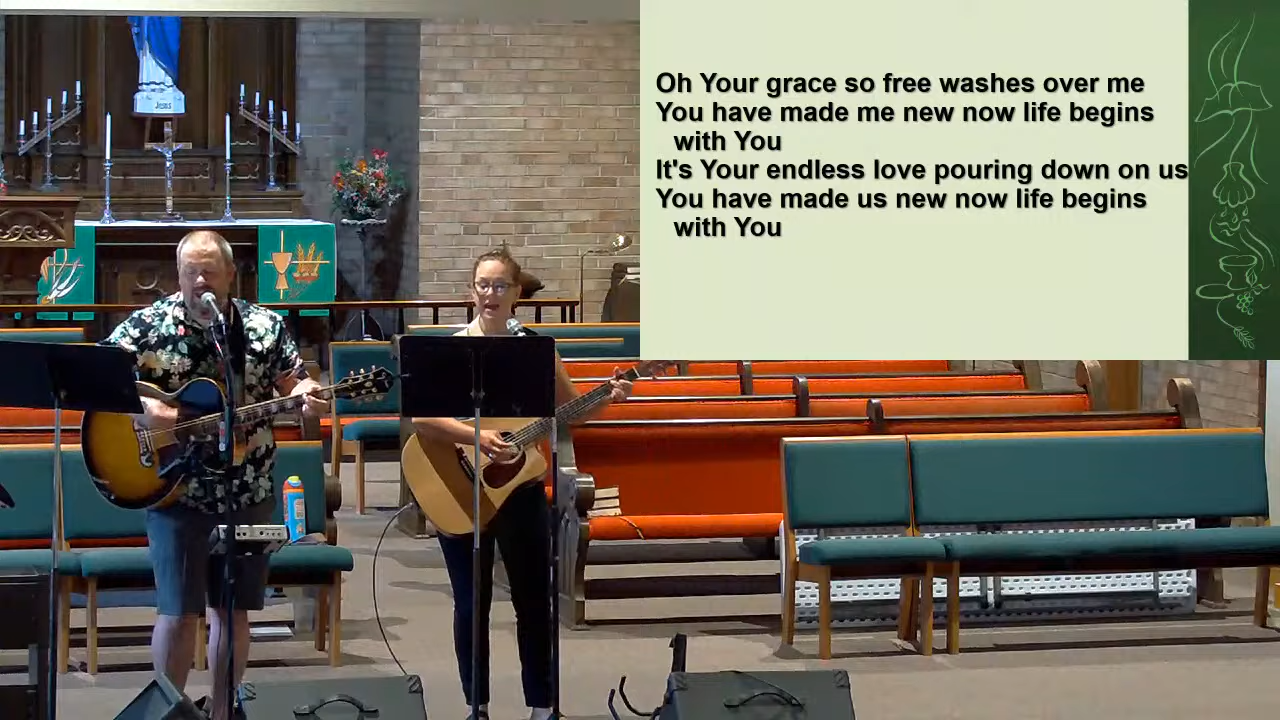 Oh Your grace so free washes over me
You have made me new now life begins
with You
It's Your endless love pouring down on us
You have made us new now life begins
with You
Jesus